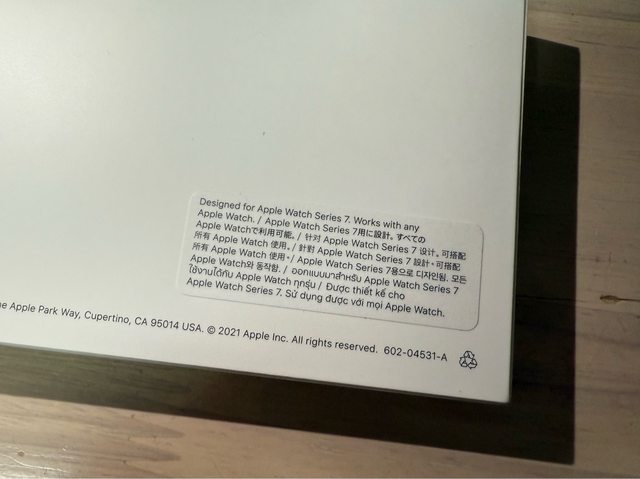 Designed for Apple Watch Series 7. Works with any
Apple Watch. / Apple Watch Series 7用に設計。すべての
Apple Watchで利用可能。/ 针对 Apple Watch Series 7 设计。可搭配
所有 Apple Watch 使用。/ 針對 Apple Watch Series 7 設計，可搭配
所有 Apple Watch 使用。/ Apple Watch Series 7용으로 디자인됨. 모든
Apple Watch와 동작함. / ออกแบบมาสำหรับ Apple Watch Series 7
ใช้งานได้กับ Apple Watch ทุกรุ่น / Được thiết kế cho
Apple Watch Series 7. Sử dụng được với mọi Apple Watch.
ne Apple Park Way, Cupertino, CA 95014 USA. © 2021 Apple Inc. All rights reserved. 602-04531-A